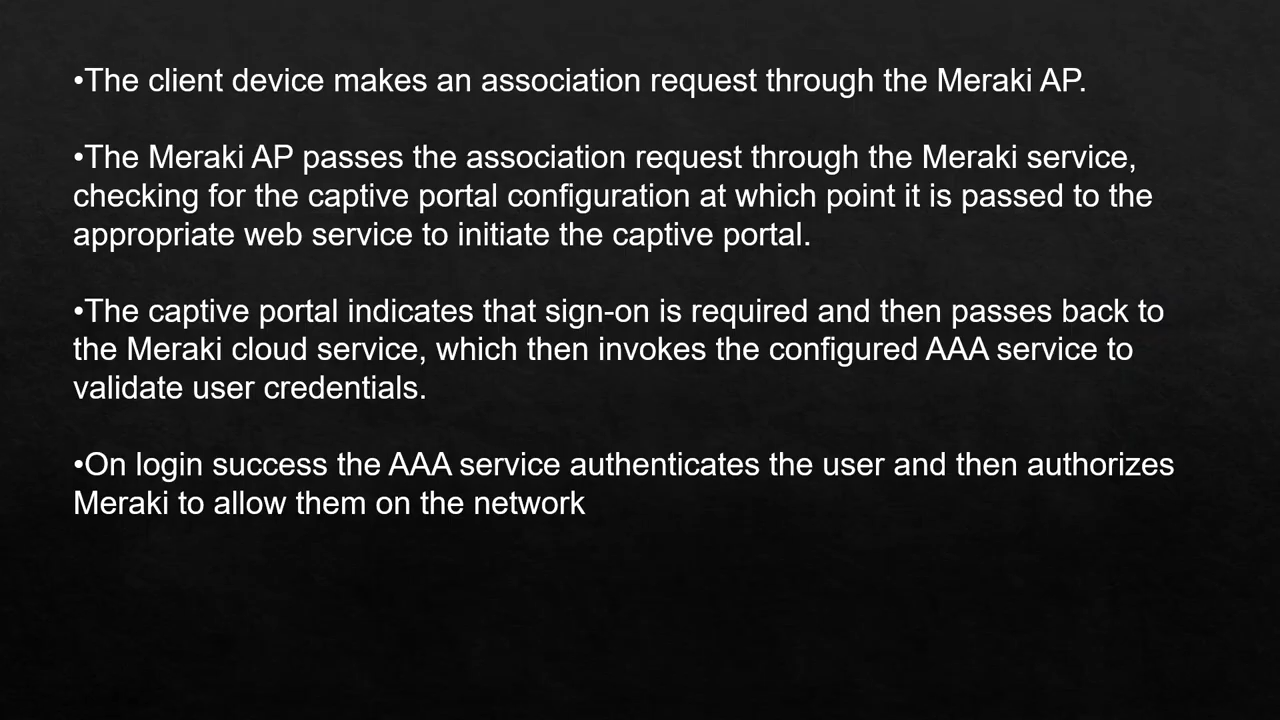 •The client device makes an association request through the Meraki AP.
•The Meraki AP passes the association request through the Meraki service,
checking for the captive portal configuration at which point it is passed to the
appropriate web service to initiate the captive portal.
•The captive portal indicates that sign-on is required and then passes back to
the Meraki cloud service, which then invokes the configured AAA service to
validate user credentials.
•On login success the AAA service authenticates the user and then authorizes
Meraki to allow them on the network